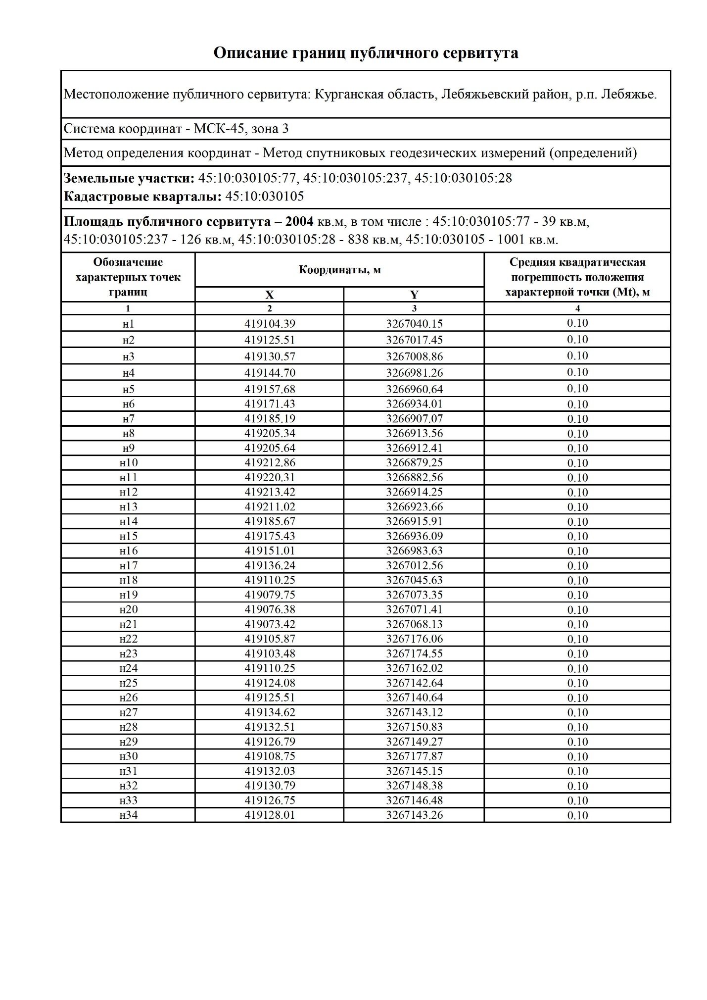 Описание границ публичного сервитута
Местоположение публичного сервитута: Курганская область, Лебяжьевский район, р.п. Лебяжье.
Система координат - МСК-45, зона 3
Метод определения координат - Метод спутниковых геодезических измерений (определений)
Земельные участки: 45:10:030105:77, 45:10:030105:237, 45:10:030105:28
Кадастровые кварталы: 45:10:030105
Площадь публичного сервитута – 2004 кв.м, в том числе : 45:10:030105:77 - 39 кв.м,
45:10:030105:237 - 126 кв.м, 45:10:030105:28 - 838 кв.м, 45:10:030105 - 1001 кв.м.
Обозначение
характерных точек
границ
Координаты, м
X Y
Средняя квадратическая
погрешность положения
характерной точки (Mt), м
1 2 3 4
н1 419104.39 3267040.15 0.10
н2 419125.51 3267017.45 0.10
н3 419130.57 3267008.86 0.10
н4 419144.70 3266981.26 0.10
н5 419157.68 3266960.64 0.10
н6 419171.43 3266934.01 0.10
н7 419185.19 3266907.07 0.10
н8 419205.34 3266913.56 0.10
н9 419205.64 3266912.41 0.10
н10 419212.86 3266879.25 0.10
н11 419220.31 3266882.56 0.10
н12 419213.42 3266914.25 0.10
н13 419211.02 3266923.66 0.10
н14 419185.67 3266915.91 0.10
н15 419175.43 3266936.09 0.10
н16 419151.01 3266983.63 0.10
н17 419136.24 3267012.56 0.10
н18 419110.25 3267045.63 0.10
н19 419079.75 3267073.35 0.10
н20 419076.38 3267071.41 0.10
н21 419073.42 3267068.13 0.10
н22 419105.87 3267176.06 0.10
н23 419103.48 3267174.55 0.10
н24 419110.25 3267162.02 0.10
н25 419124.08 3267142.64 0.10
н26 419125.51 3267140.64 0.10
н27 419134.62 3267143.12 0.10
н28 419132.51 3267150.83 0.10
н29 419126.79 3267149.27 0.10
н30 419108.75 3267177.87 0.10
н31 419132.03 3267145.15 0.10
н32 419130.79 3267148.38 0.10
н33 419126.75 3267146.48 0.10
н34 419128.01 3267143.26 0.10